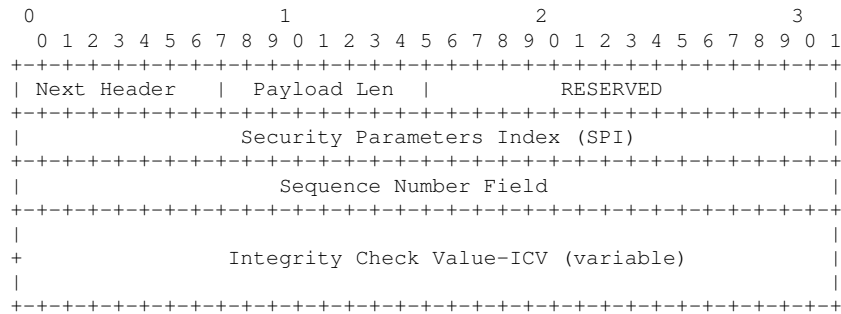 0                   1                   2                   3
0 1 2 3 4 5 6 7 8 9 0 1 2 3 4 5 6 7 8 9 0 1 2 3 4 5 6 7 8 9 0 1
+-+-+-+-+-+-+-+-+-+-+-+-+-+-+-+-+-+-+-+-+-+-+-+-+-+-+-+-+-+-+-+-+
| Next Header   |  Payload Len  |          RESERVED             |
+-+-+-+-+-+-+-+-+-+-+-+-+-+-+-+-+-+-+-+-+-+-+-+-+-+-+-+-+-+-+-+-+
|                 Security Parameters Index (SPI)               |
+-+-+-+-+-+-+-+-+-+-+-+-+-+-+-+-+-+-+-+-+-+-+-+-+-+-+-+-+-+-+-+-+
|                    Sequence Number Field                      |
+-+-+-+-+-+-+-+-+-+-+-+-+-+-+-+-+-+-+-+-+-+-+-+-+-+-+-+-+-+-+-+-+
|                                                               |
+                Integrity Check Value-ICV (variable)           |
|                                                               |
+-+-+-+-+-+-+-+-+-+-+-+-+-+-+-+-+-+-+-+-+-+-+-+-+-+-+-+-+-+-+-+-+